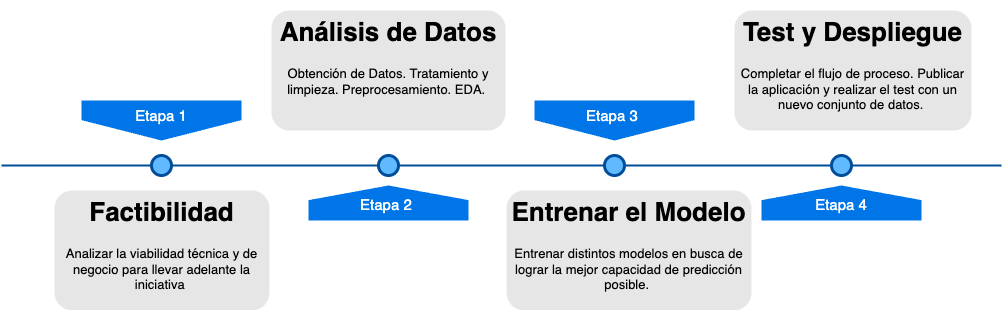 Etapa 1
Factibilidad
Analizar la viabilidad técnica y de
negocio para llevar adelante la
iniciativa
Análisis de Datos
Obtención de Datos. Tratamiento y
limpieza. Preprocesamiento. EDA.
Etapa 2
Etapa 3
Entrenar el Modelo
Entrenar distintos modelos en busca de
lograr la mejor capacidad de predicción
posible.
Test y Despliegue
Completar el flujo de proceso. Publicar
la aplicación y realizar el test con un
nuevo conjunto de datos.
Etapa 4